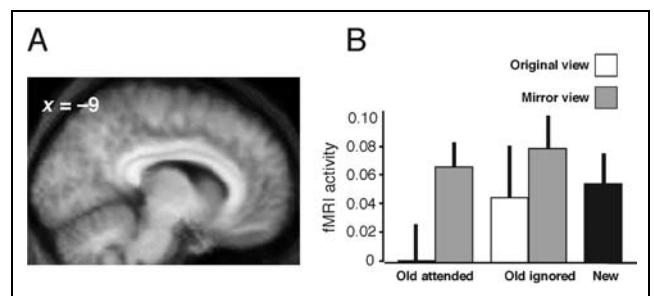 A
x = –9
B
Original view
Mirror view
fMRI activity
0.10
0.08
0.06
0.04
0.02
0
Old attended
Old ignored
New